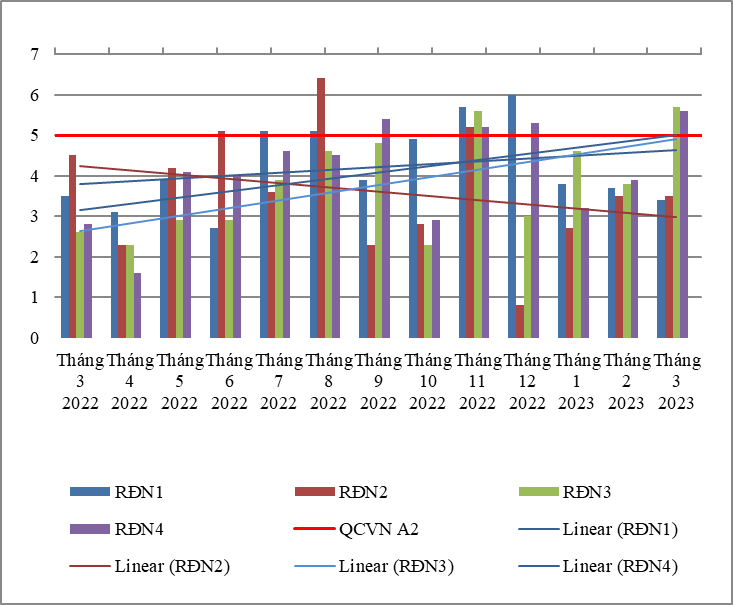 7
6
5
4
3
2
1
0
Tháng Tháng Tháng Tháng Tháng Tháng Tháng Tháng Tháng Tháng Tháng Tháng Tháng
3 4 5 6 7 8 9 10 11 12 1 2 3
2022 2022 2022 2022 2022 2022 2022 2022 2022 2022 2023 2023 2023
RĐN1 RĐN2 RĐN3
RĐN4 QCVN A2 Linear (RĐN1)
Linear (RĐN2) Linear (RĐN3) Linear (RĐN4)